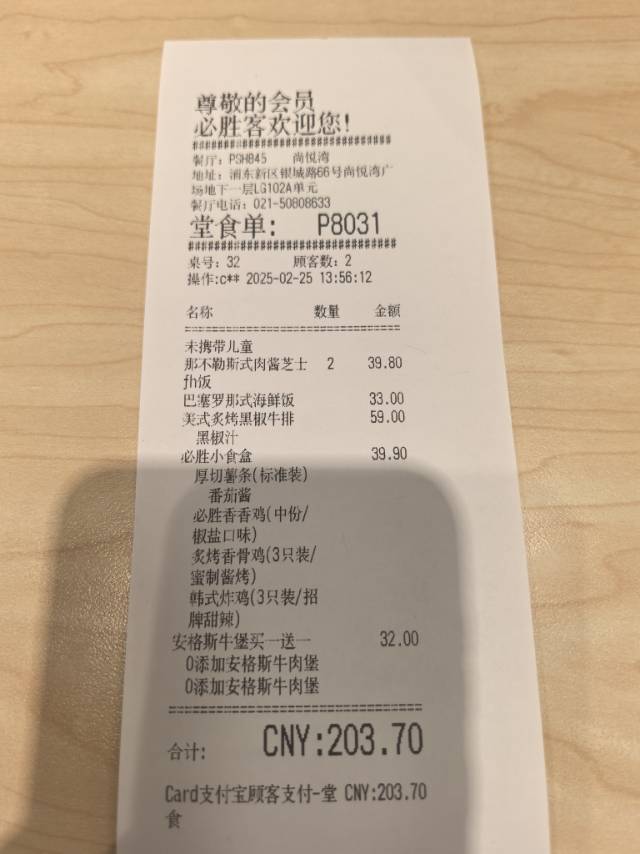 尊敬的会员
必胜客欢迎您!
################################
餐厅: PSH845 尚悦湾
地址: 浦东新区银城路66号尚悦湾广
场地下一层LG102A单元
餐厅电话: 021-50808633
堂食单: P8031
################################
桌号: 32 顾客数: 2
操作:c** 2025-02-25 13:56:12
名称 数量 金额
================================
未携带儿童
那不勒斯式肉酱芝士 2 39.80
fh饭
巴塞罗那式海鲜饭 33.00
美式炙烤黑椒牛排 59.00
黑椒汁
必胜小食盒 39.90
厚切薯条(标准装)
番茄酱
必胜香香鸡(中份/
椒盐口味)
炙烤香骨鸡(3只装/
蜜制酱烤)
韩式炸鸡(3只装/招
牌甜辣)
安格斯牛堡买一送一 32.00
0添加安格斯牛肉堡
0添加安格斯牛肉堡
================================
合计: CNY:203.70
Card支付宝顾客支付-堂 CNY:203.70
食